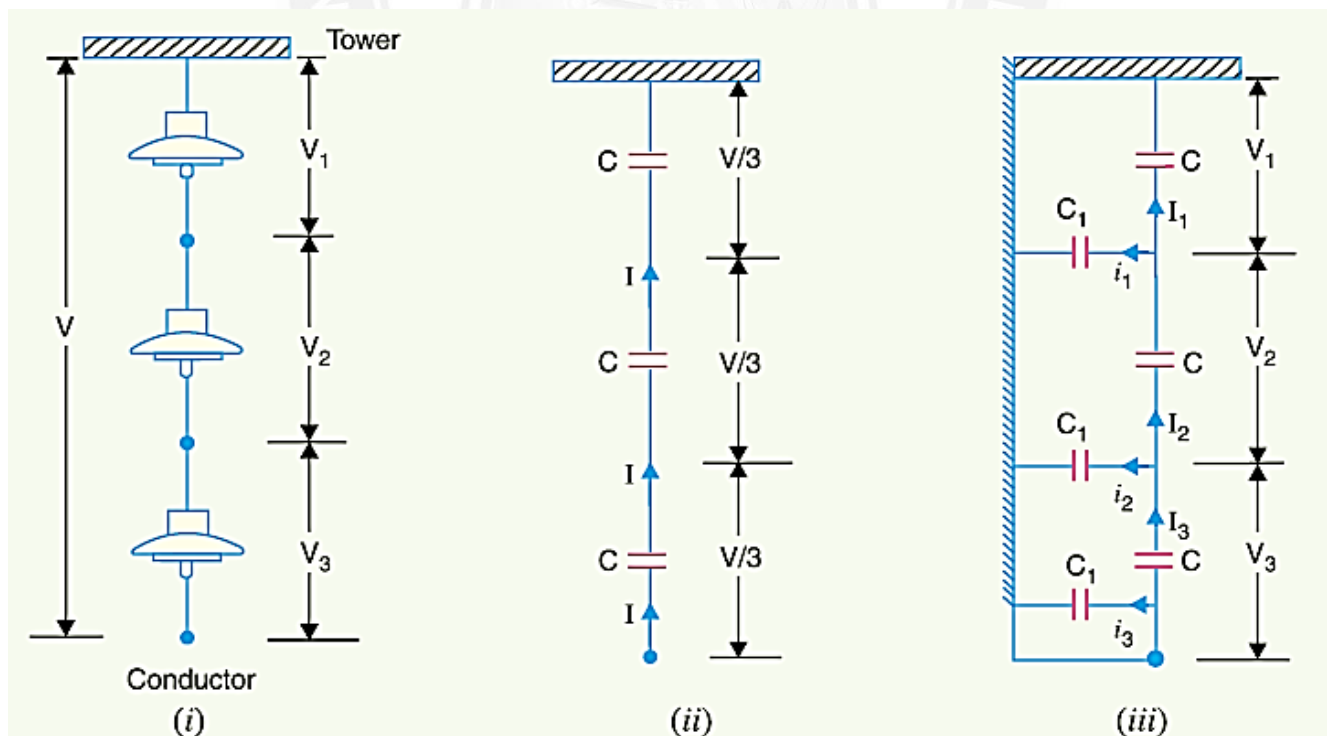 Tower
V
V₁
V₂
V₃
Conductor
(i)
C
V/3
I
C
V/3
I
C
V/3
I
(ii)
C
V₁
I₁
C₁
i₁
C
V₂
I₂
C₁
i₂
I₃
C
V₃
C₁
i₃
(iii)